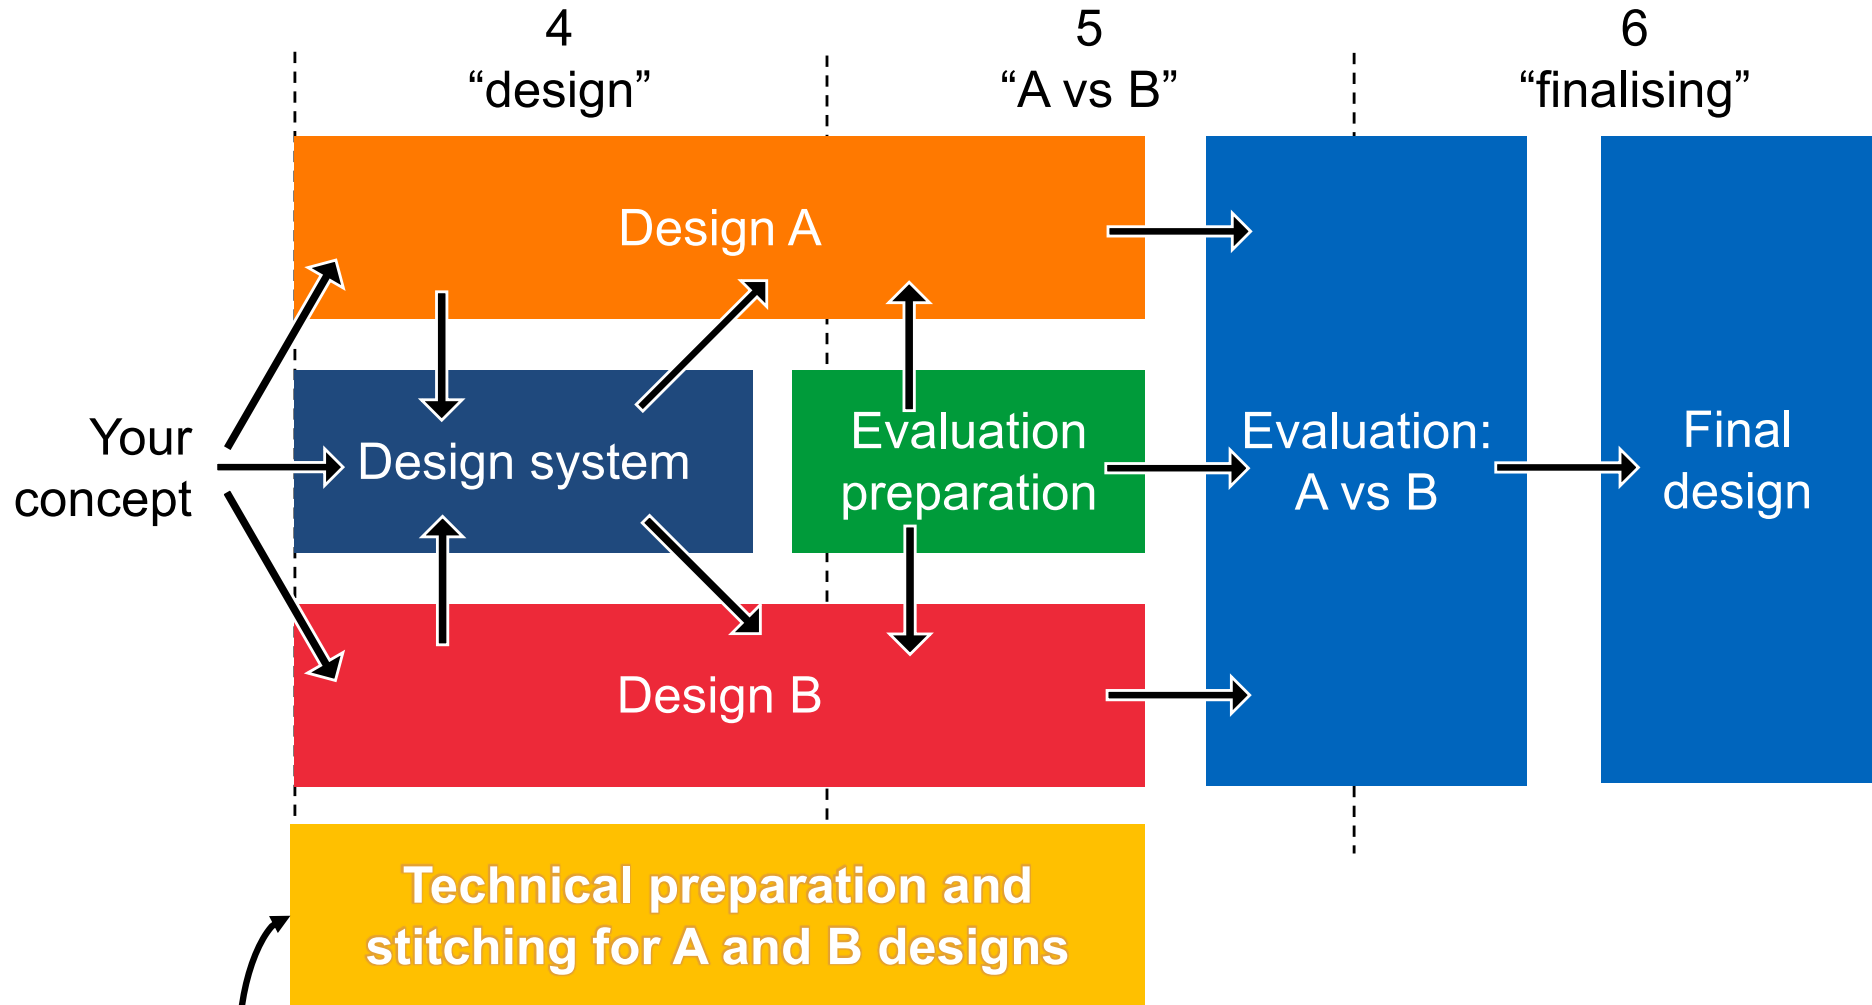 4
“design”
5
“A vs B”
6
“finalising”
Design A
Your
concept
Design system
Evaluation
preparation
Evaluation:
A vs B
Final
design
Design B
Technical preparation and
stitching for A and B designs